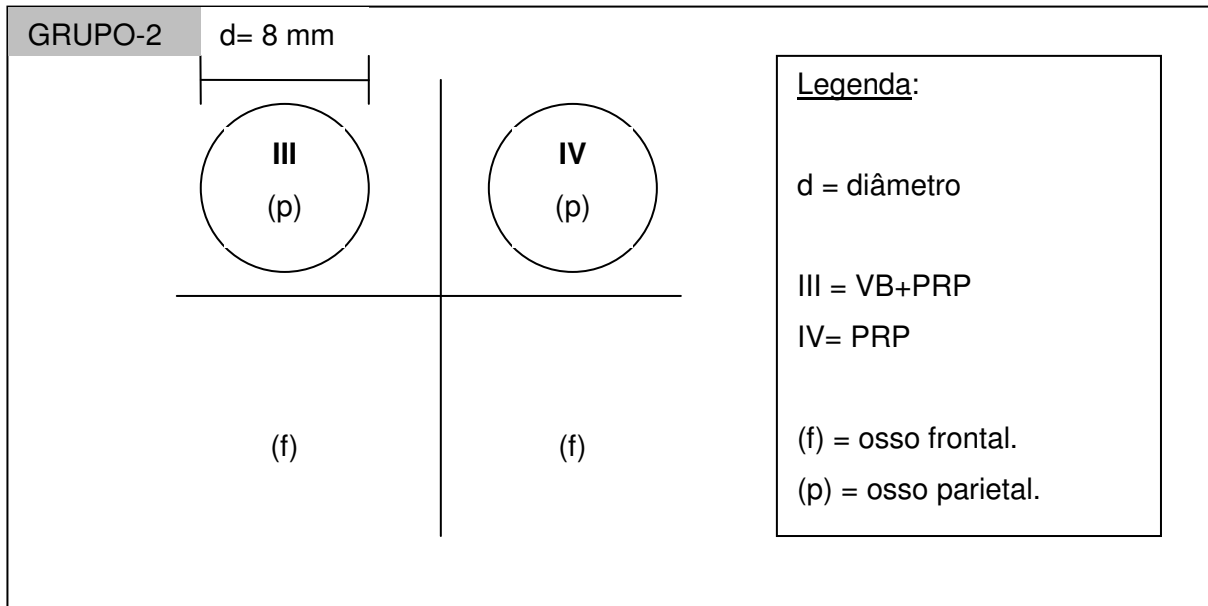 GRUPO-2
d= 8 mm
III
(p)
IV
(p)
(f)
(f)
Legenda:
d = diâmetro
III = VB+PRP
IV= PRP
(f) = osso frontal.
(p) = osso parietal.